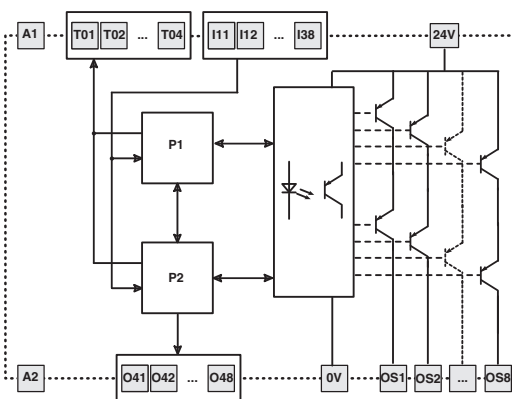 A1 T01 T02 ... T04 I11 I12 ... I38 24V
P1
P2
A2 O41 O42 ... O48 0V OS1 OS2 ... OS8